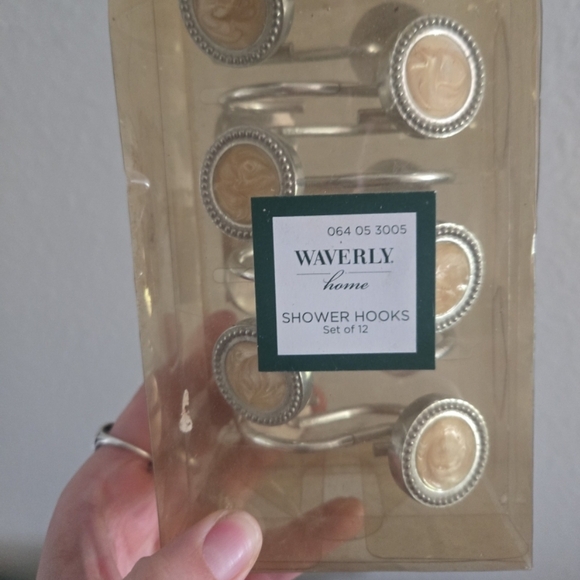 064 05 3005
WAVERLY
home
SHOWER HOOKS
Set of 12